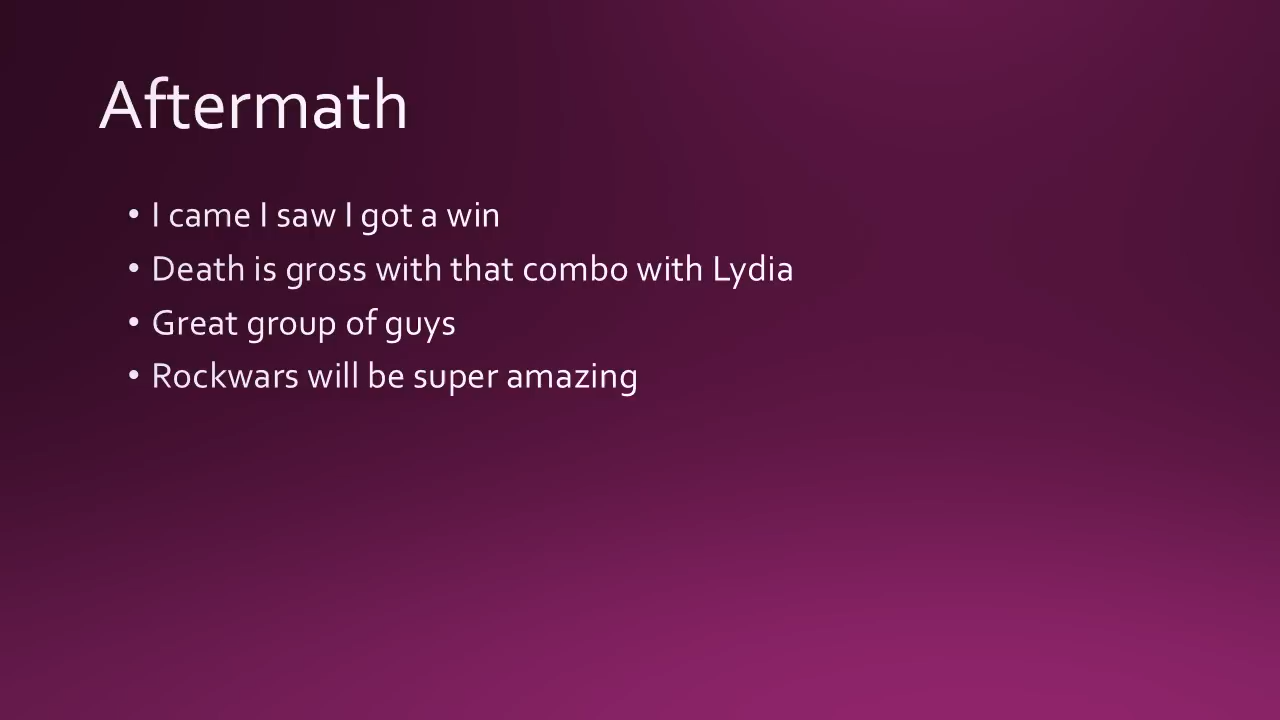 Aftermath
• I came I saw I got a win
• Death is gross with that combo with Lydia
• Great group of guys
• Rockwars will be super amazing